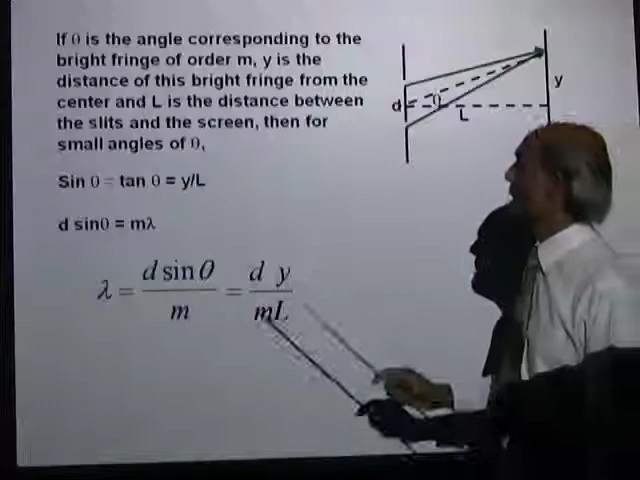 If θ is the angle corresponding to the
bright fringe of order m, y is the
distance of this bright fringe from the
center and L is the distance between
the slits and the screen, then for
small angles of θ,
Sin θ = tan θ = y/L
d sinθ = mλ
λ = d sin θ / m = d y / mL
y
d
θ
L